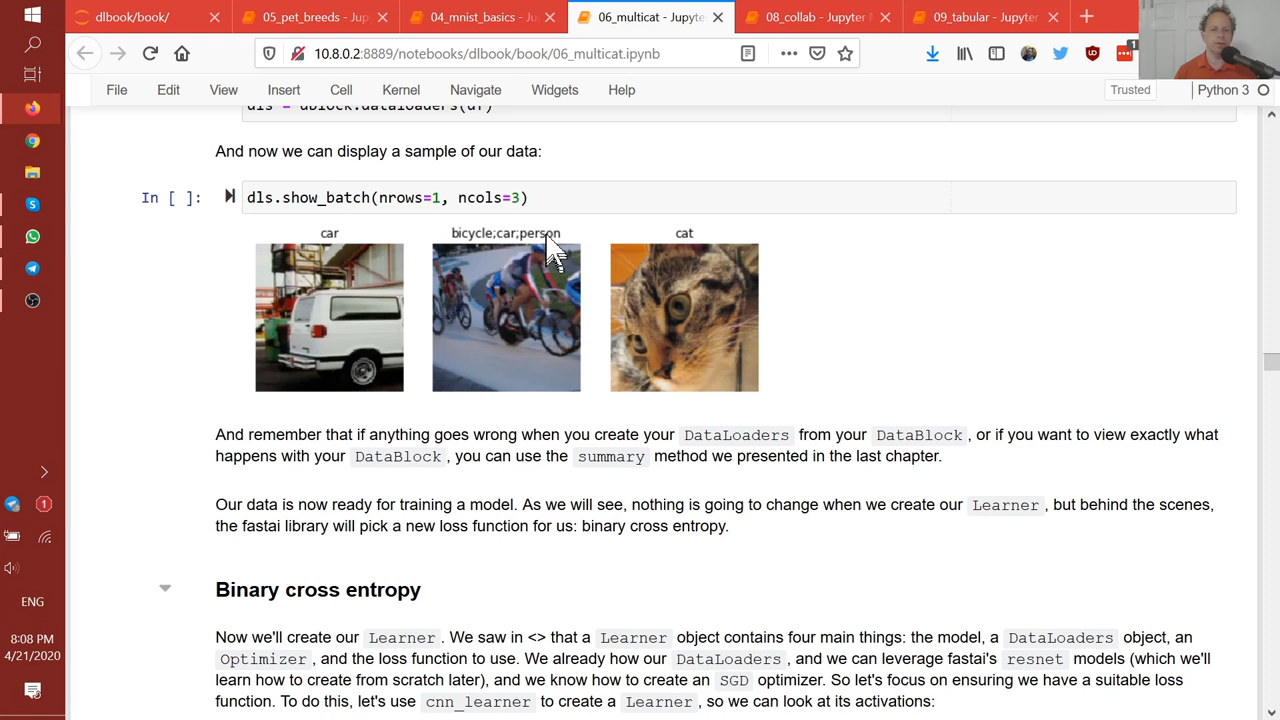 dlbook/book/
05_pet_breeds - Jup
04_mnist_basics - Jupyt
06_multicat - Jupyte
08_collab - Jupyter
09_tabular - Jupyter
10.8.0.2:8889/notebooks/dlbook/book/06_multicat.ipynb
1
File Edit View Insert Cell Kernel Navigate Widgets Help
Trusted
Python 3
dls = dblock.dataloaders(df)
And now we can display a sample of our data:
In [ ]: dls.show_batch(nrows=1, ncols=3)
car bicycle;car;person cat
And remember that if anything goes wrong when you create your DataLoaders from your DataBlock, or if you want to view exactly what
happens with your DataBlock, you can use the summary method we presented in the last chapter.
Our data is now ready for training a model. As we will see, nothing is going to change when we create our Learner, but behind the scenes,
the fastai library will pick a new loss function for us: binary cross entropy.
Binary cross entropy
Now we'll create our Learner. We saw in <> that a Learner object contains four main things: the model, a DataLoaders object, an
Optimizer, and the loss function to use. We already how our DataLoaders, and we can leverage fastai's resnet models (which we'll
learn how to create from scratch later), and we know how to create an SGD optimizer. So let's focus on ensuring we have a suitable loss
function. To do this, let's use cnn_learner to create a Learner, so we can look at its activations:
1
ENG
8:08 PM
4/21/2020